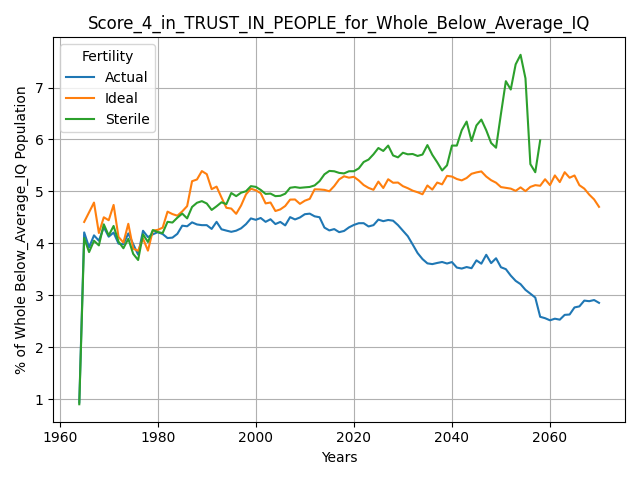 Score_4_in_TRUST_IN_PEOPLE_for_Whole_Below_Average_IQ
Fertility
Actual
Ideal
Sterile
% of Whole Below_Average_IQ Population
7
6
5
4
3
2
1
1960 1980 2000 2020 2040 2060
Years